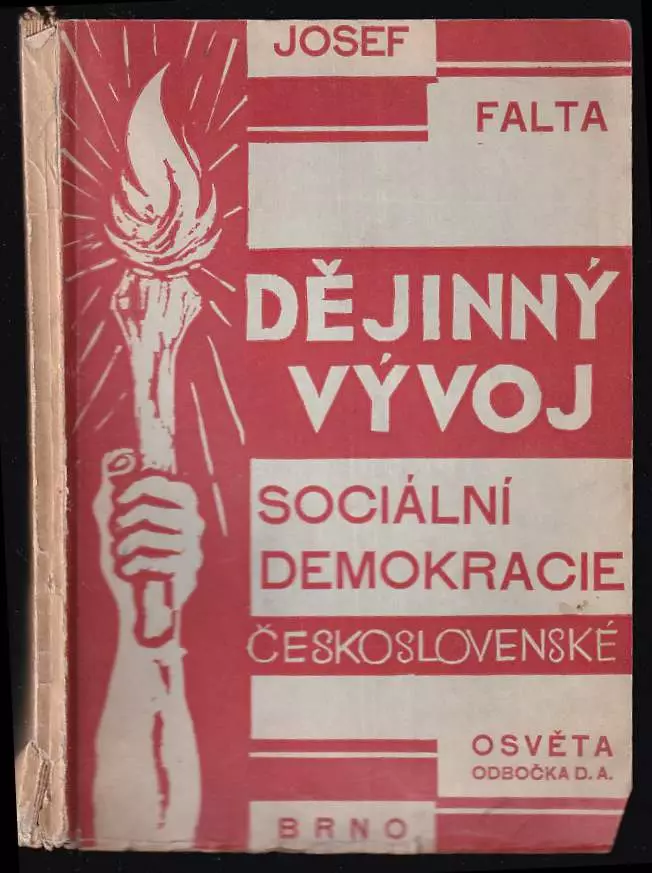 JOSEF
FALTA
DĚJINNÝ
VÝVOJ
SOCIÁLNÍ
DEMOKRACIE
ČESKOSLOVENSKÉ
OSVĚTA
ODBOČKA D. A.
BRNO